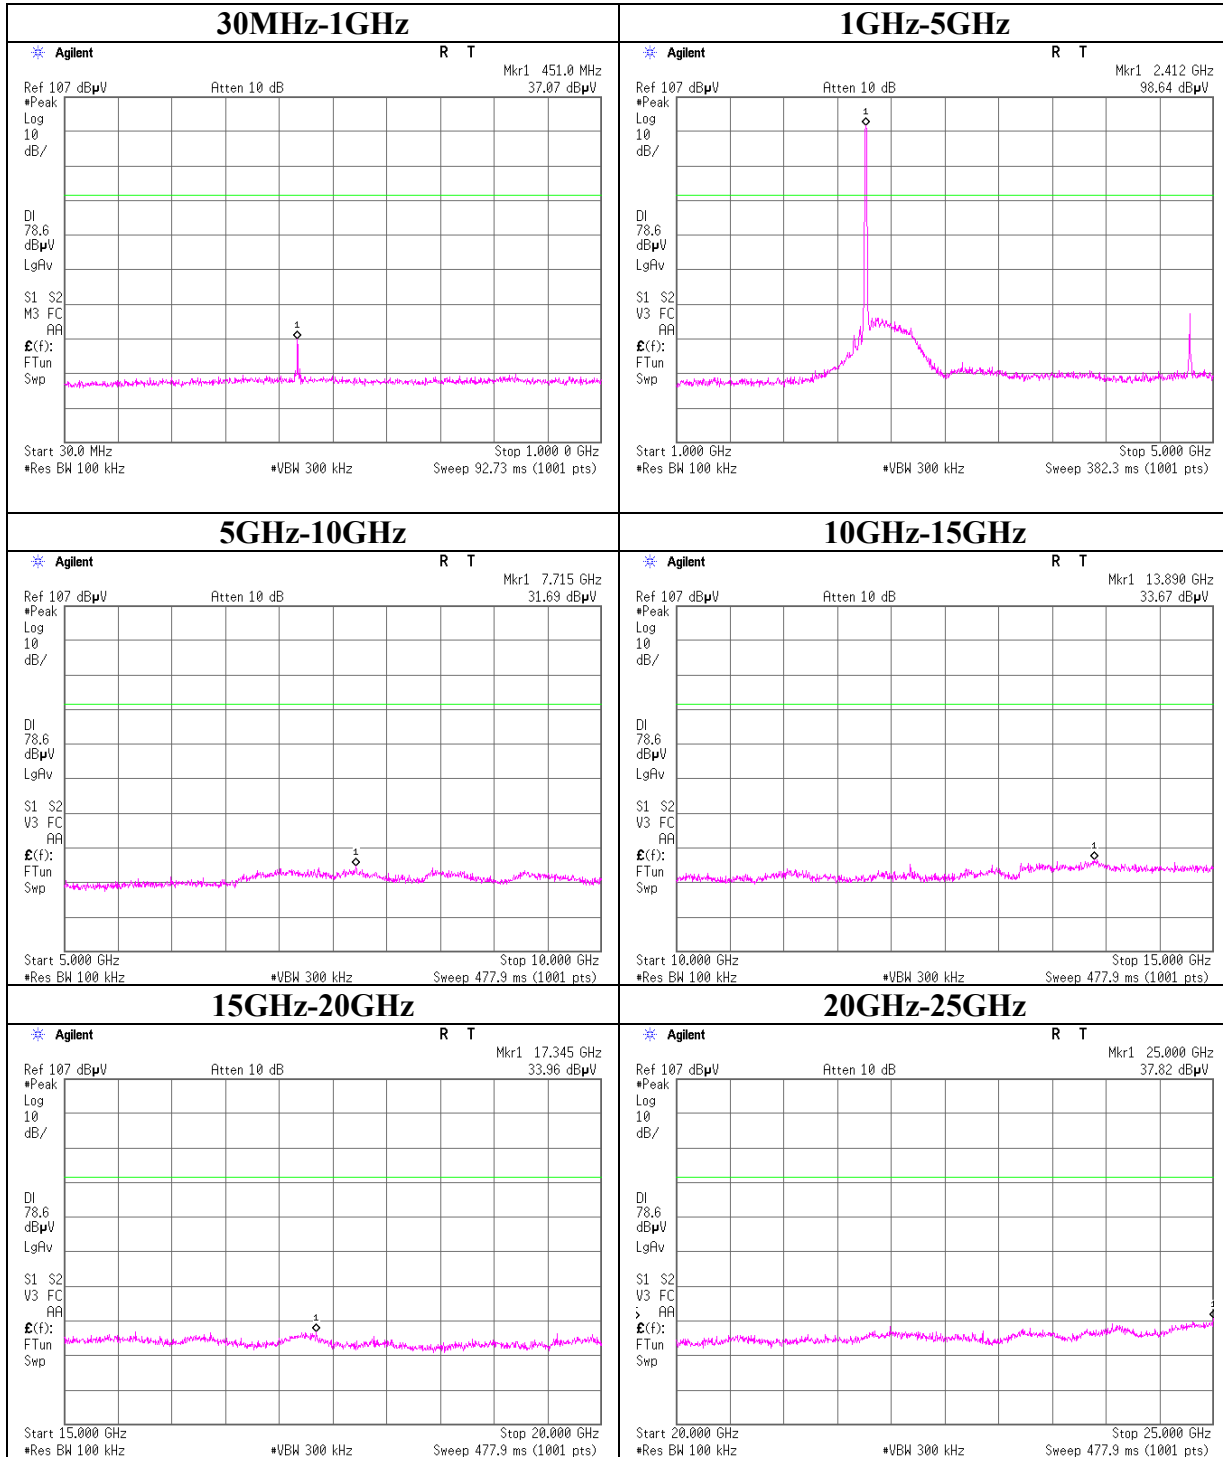 30MHz-1GHz
Agilent R T
Mkr1 451.0 MHz
Ref 107 dBµV Atten 10 dB 37.07 dBµV
#Peak
Log
10
dB/
1
DI
78.6
dBµV
LgAv
S1 S2
M3 FC
AA
£(f):
FTun
Swp
Start 30.0 MHz Stop 1.000 0 GHz
#Res BW 100 kHz #VBW 300 kHz Sweep 92.73 ms (1001 pts)
1GHz-5GHz
Agilent R T
Mkr1 2.412 GHz
Ref 107 dBµV Atten 10 dB 98.64 dBµV
#Peak
Log
10
dB/
1
DI
78.6
dBµV
LgAv
S1 S2
V3 FC
AA
£(f):
FTun
Swp
Start 1.000 GHz Stop 5.000 GHz
#Res BW 100 kHz #VBW 300 kHz Sweep 382.3 ms (1001 pts)
5GHz-10GHz
Agilent R T
Mkr1 7.715 GHz
Ref 107 dBµV Atten 10 dB 31.69 dBµV
#Peak
Log
10
dB/
DI
78.6
dBµV
LgAv
S1 S2
V3 FC
AA
1
£(f):
FTun
Swp
Start 5.000 GHz Stop 10.000 GHz
#Res BW 100 kHz #VBW 300 kHz Sweep 477.9 ms (1001 pts)
10GHz-15GHz
Agilent R T
Mkr1 13.890 GHz
Ref 107 dBµV Atten 10 dB 33.67 dBµV
#Peak
Log
10
dB/
DI
78.6
dBµV
LgAv
S1 S2
V3 FC
AA
1
£(f):
FTun
Swp
Start 10.000 GHz Stop 15.000 GHz
#Res BW 100 kHz #VBW 300 kHz Sweep 477.9 ms (1001 pts)
15GHz-20GHz
Agilent R T
Mkr1 17.345 GHz
Ref 107 dBµV Atten 10 dB 33.96 dBµV
#Peak
Log
10
dB/
DI
78.6
dBµV
LgAv
S1 S2
V3 FC
AA
1
£(f):
FTun
Swp
Start 15.000 GHz Stop 20.000 GHz
#Res BW 100 kHz #VBW 300 kHz Sweep 477.9 ms (1001 pts)
20GHz-25GHz
Agilent R T
Mkr1 25.000 GHz
Ref 107 dBµV Atten 10 dB 37.82 dBµV
#Peak
Log
10
dB/
DI
78.6
dBµV
LgAv
S1 S2
V3 FC
1
AA
£(f):
FTun
Swp
Start 20.000 GHz Stop 25.000 GHz
#Res BW 100 kHz #VBW 300 kHz Sweep 477.9 ms (1001 pts)